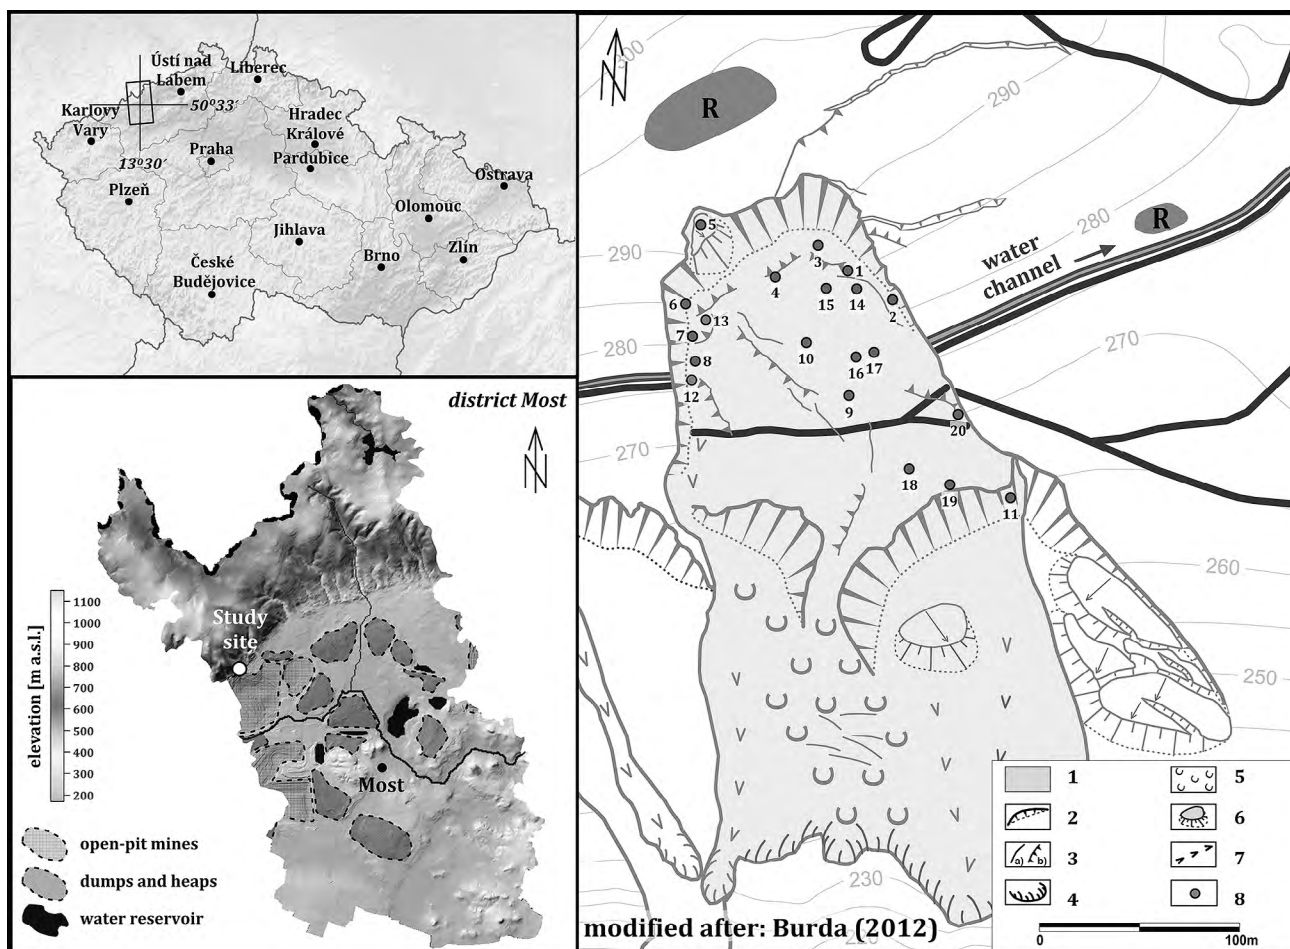 Ústí nad
Labem
Liberec
Karlovy
Vary
50º33´
Hradec
Králové
13º30´
Praha
Pardubice
Plzeň
Ostrava
Olomouc
Jihlava
Brno
Zlín
České
Budějovice
district Most
N
elevation [m a.s.l.]
1100
1000
900
800
700
600
500
400
300
200
Study
site
Most
open-pit mines
dumps and heaps
water reservoir
N
300
R
290
R
280
water
channel
290
5
3
1
4
15
14
2
6
13
7
280
10
8
16
17
270
12
9
20
270
18
19
11
260
250
230
220
1
2
a)
b)
3
4
5
6
7
8
0
100m
modified after: Burda (2012)